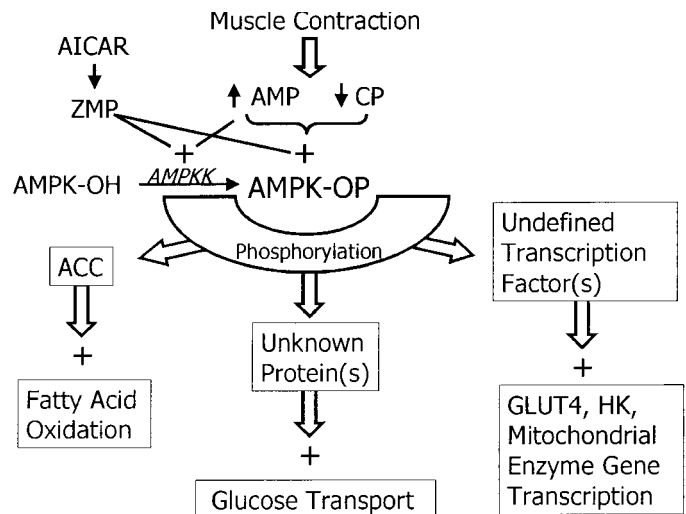 Muscle Contraction
AICAR
ZMP
AMP
CP
+
+
AMPK-OH
AMPKK
AMPK-OP
Phosphorylation
ACC
+
Fatty Acid
Oxidation
Unknown
Protein(s)
+
Glucose Transport
Undefined
Transcription
Factor(s)
+
GLUT4, HK,
Mitochondrial
Enzyme Gene
Transcription